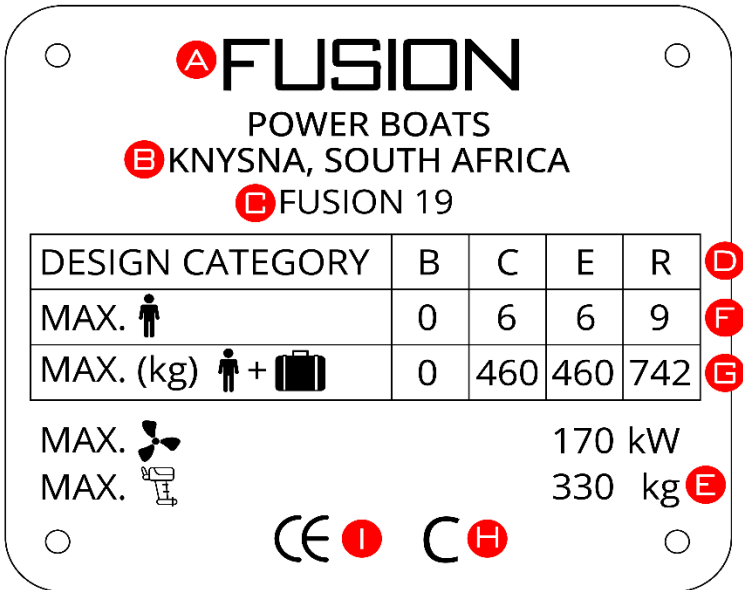 A FUSION
POWER BOATS
B KNYSNA, SOUTH AFRICA
C FUSION 19
DESIGN CATEGORY B C E R D
MAX. 0 6 6 9 F
MAX. (kg) + 0 460 460 742 G
MAX. 170 kW
MAX. 330 kg E
CE I C H